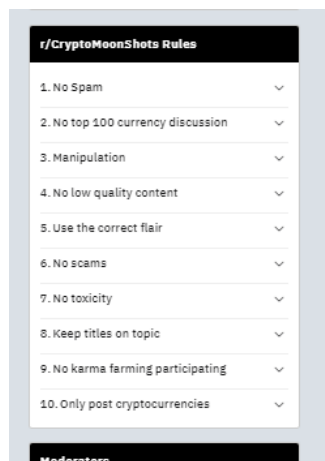 r/CryptoMoonShots Rules
1. No Spam
2. No top 100 currency discussion
3. Manipulation
4. No low quality content
5. Use the correct flair
6. No scams
7. No toxicity
8. Keep titles on topic
9. No karma farming participating
10. Only post cryptocurrencies
Moderators